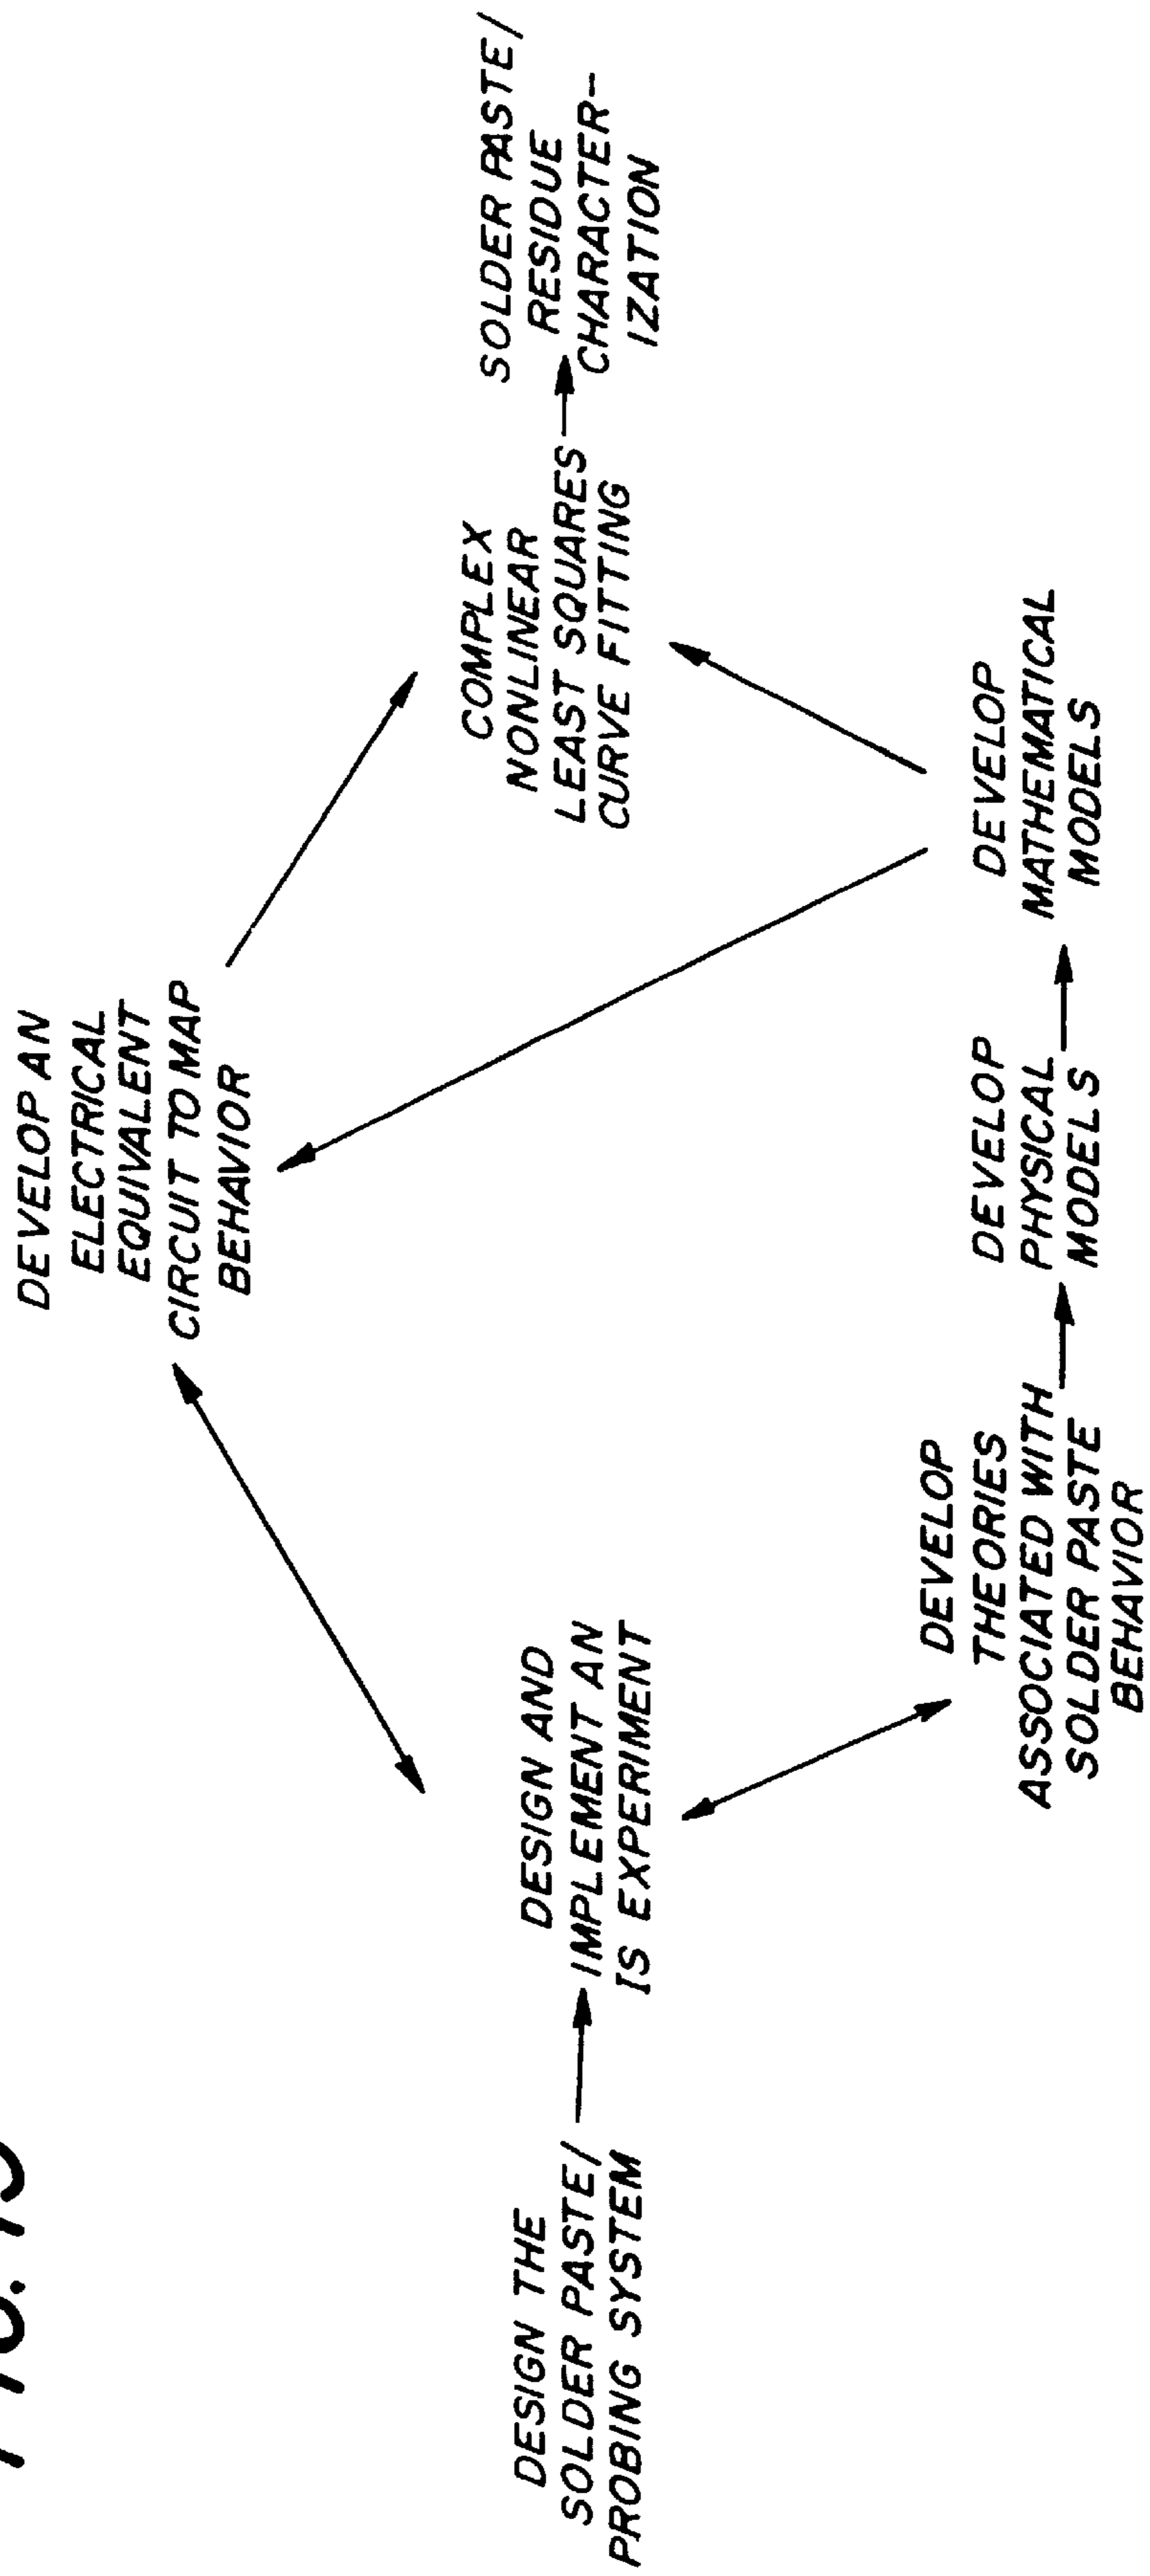 DESIGN THE
SOLDER PASTE/
PROBING SYSTEM
DESIGN AND
IMPLEMENT AN
IS EXPERIMENT
DEVELOP AN
ELECTRICAL
EQUIVALENT
CIRCUIT TO MAP
BEHAVIOR
DEVELOP
THEORIES
ASSOCIATED WITH
SOLDER PASTE
BEHAVIOR
DEVELOP
PHYSICAL
MODELS
DEVELOP
MATHEMATICAL
MODELS
COMPLEX
NONLINEAR
LEAST SQUARES
CURVE FITTING
SOLDER PASTE/
RESIDUE
CHARACTER-
IZATION